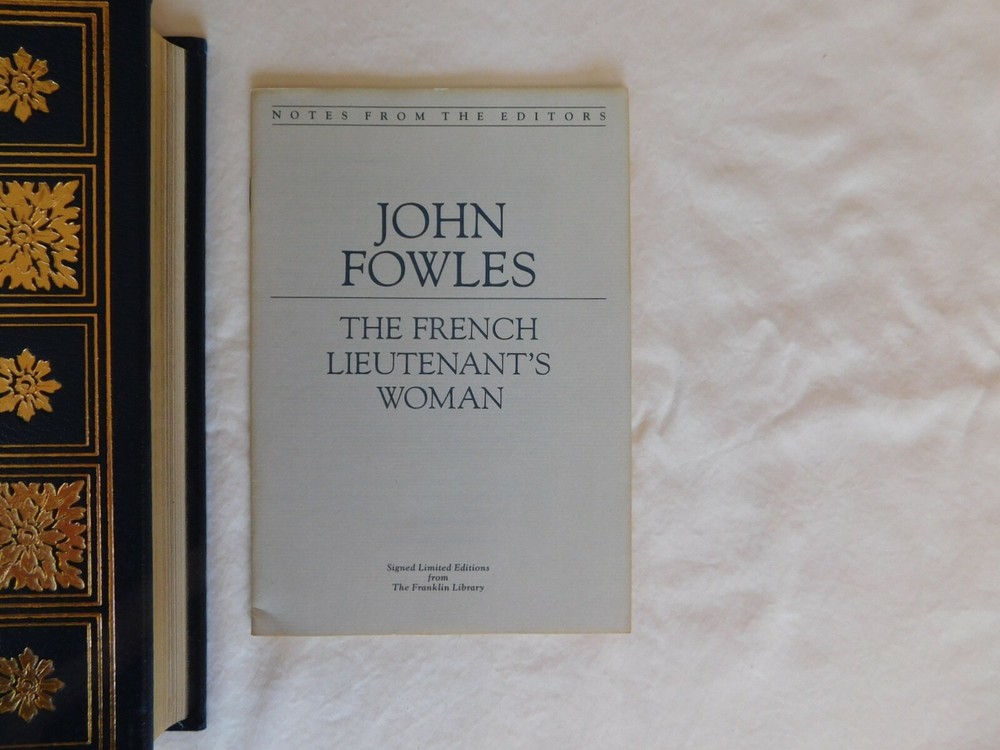 NOTES FROM THE EDITORS
JOHN
FOWLES
THE FRENCH
LIEUTENANT'S
WOMAN
Signed Limited Editions
from
The Franklin Library